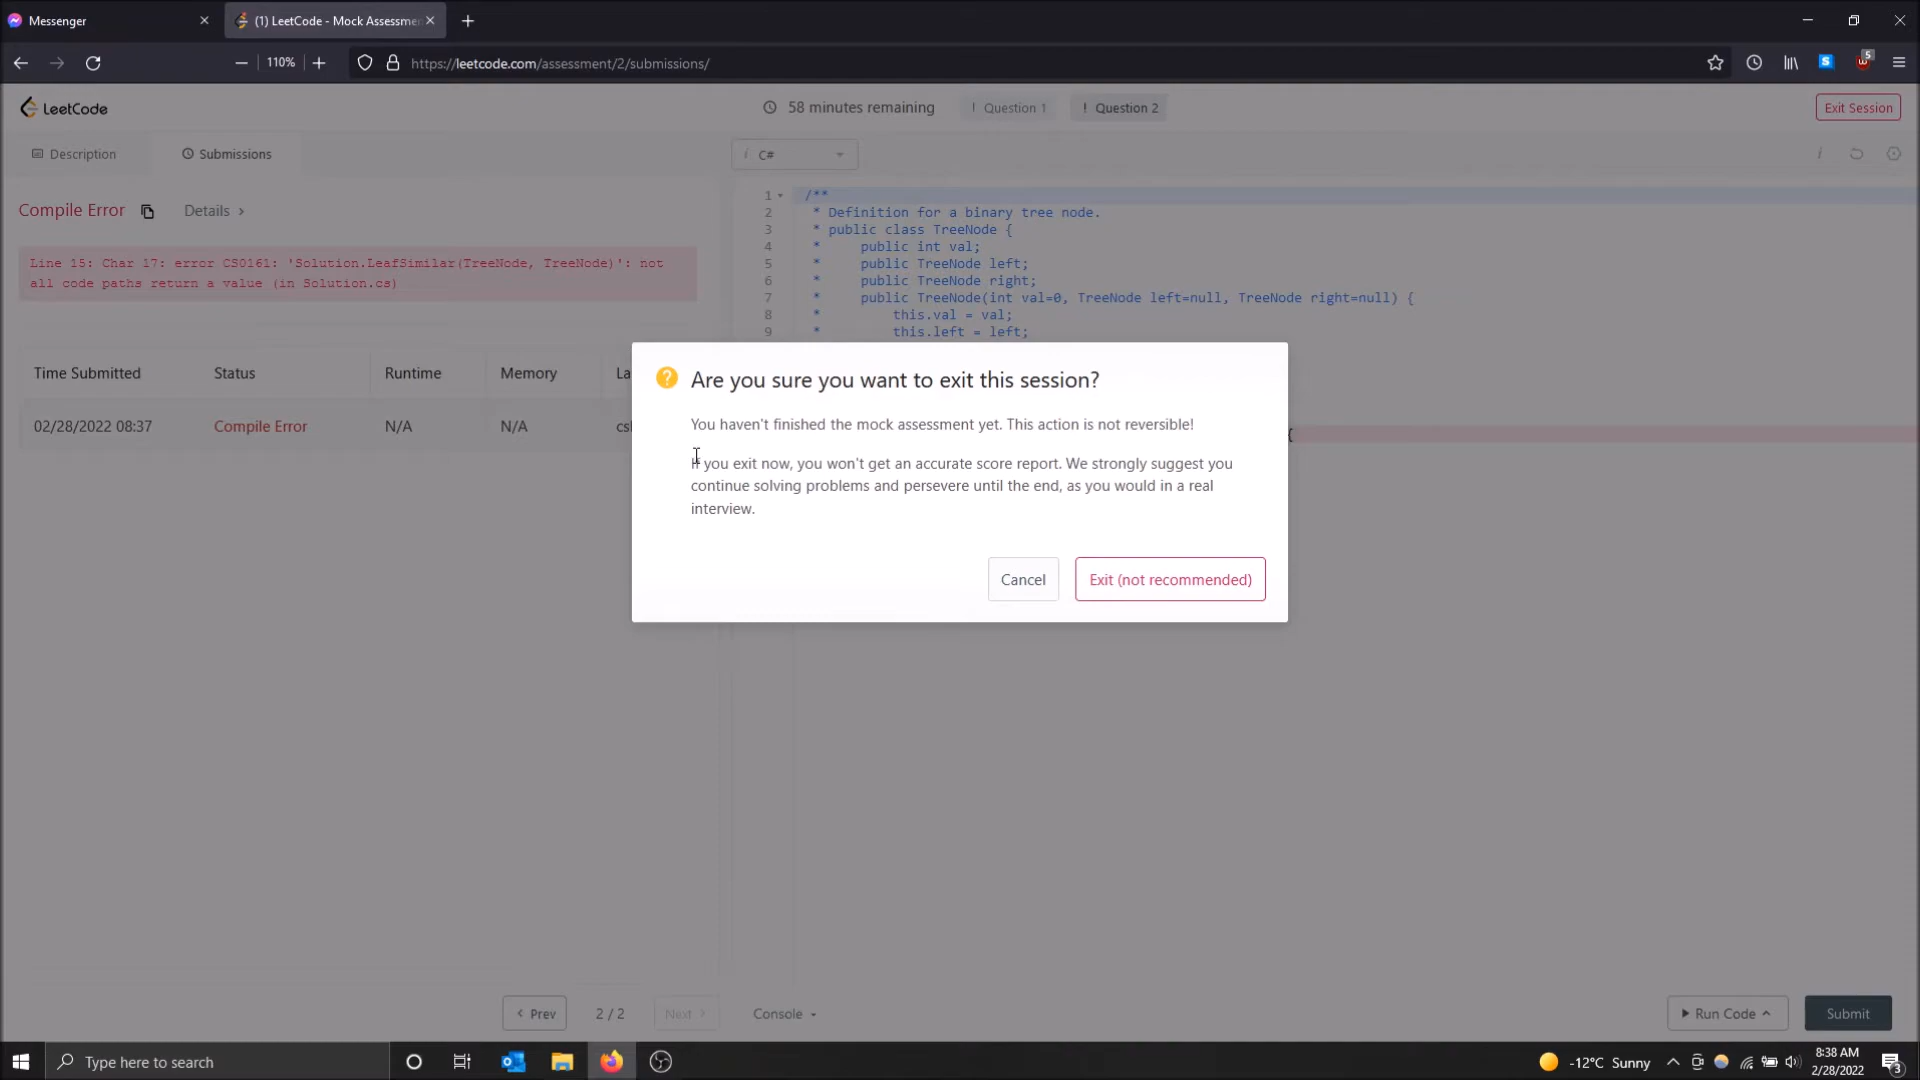 Messenger
(1) LeetCode - Mock Assessme
110%
https://leetcode.com/assessment/2/submissions/
5
LeetCode
58 minutes remaining
! Question 1
! Question 2
Exit Session
Description
Submissions
i C#
i
Compile Error
Details >
Line 15: Char 17: error CS0161: 'Solution.LeafSimilar(TreeNode, TreeNode)': not
all code paths return a value (in Solution.cs)
Time Submitted
Status
Runtime
Memory
La
02/28/2022 08:37
Compile Error
N/A
N/A
csl
1 /**
2 * Definition for a binary tree node.
3 * public class TreeNode {
4 *     public int val;
5 *     public TreeNode left;
6 *     public TreeNode right;
7 *     public TreeNode(int val=0, TreeNode left=null, TreeNode right=null) {
8 *         this.val = val;
9 *         this.left = left;
{
Are you sure you want to exit this session?
You haven't finished the mock assessment yet. This action is not reversible!
If you exit now, you won't get an accurate score report. We strongly suggest you
continue solving problems and persevere until the end, as you would in a real
interview.
Cancel
Exit (not recommended)
< Prev
2 / 2
Next >
Console
Run Code
Submit
Type here to search
-12°C Sunny
8:38 AM
2/28/2022
3